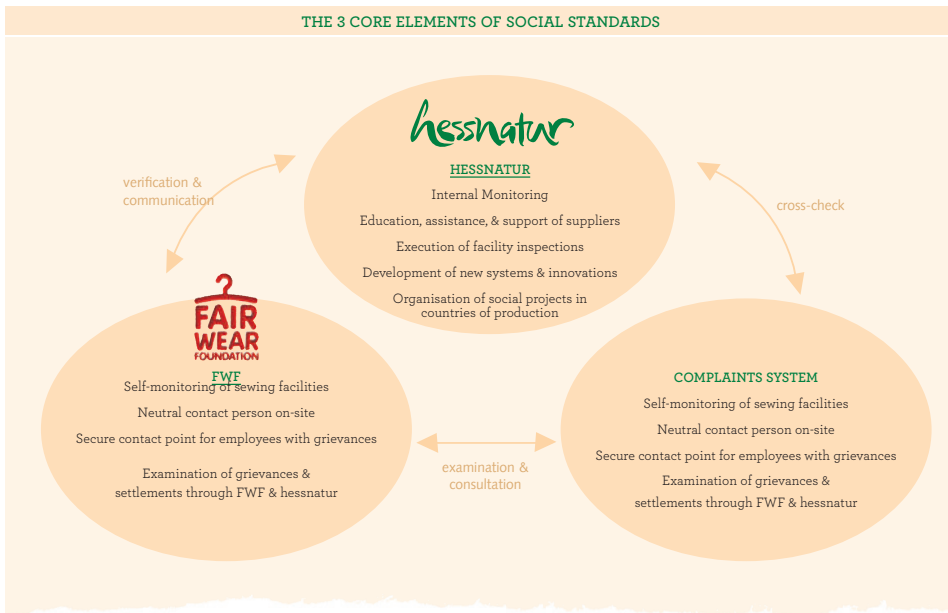 THE 3 CORE ELEMENTS OF SOCIAL STANDARDS
hessnatur
HESSNATUR
Internal Monitoring
Education, assistance, & support of suppliers
Execution of facility inspections
Development of new systems & innovations
Organisation of social projects in
countries of production
verification &
communication
cross-check
FAIR
WEAR
FOUNDATION
FWF
Self-monitoring of sewing facilities
Neutral contact person on-site
Secure contact point for employees with grievances
Examination of grievances &
settlements through FWF & hessnatur
examination &
consultation
COMPLAINTS SYSTEM
Self-monitoring of sewing facilities
Neutral contact person on-site
Secure contact point for employees with grievances
Examination of grievances &
settlements through FWF & hessnatur